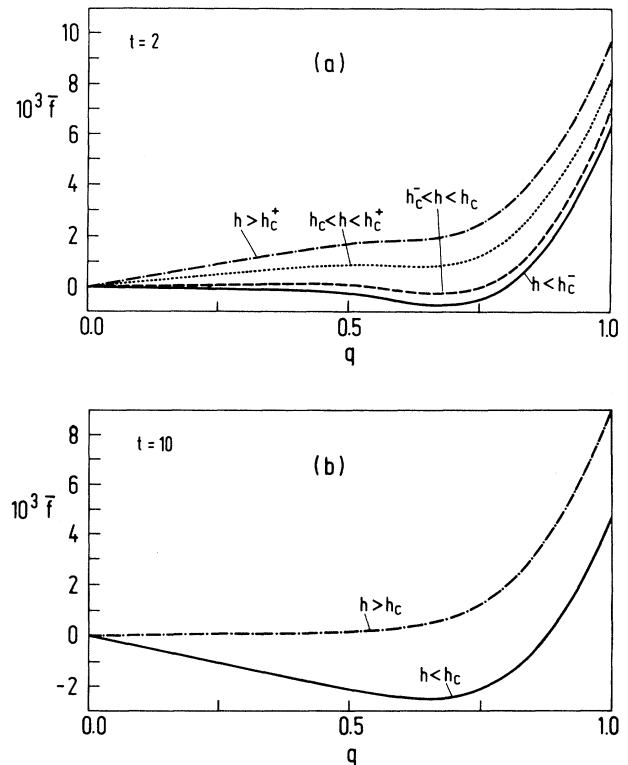 10
t = 2
(a)
8
10³ f̄
6
4
h_c⁻<h<h_c
h>h_c⁺
h_c<h<h_c⁺
2
0
h<h_c⁻
0.0
0.5
1.0
q
8
t = 10
(b)
6
10³ f̄
4
2
h>h_c
0
h<h_c
-2
0.0
0.5
1.0
q